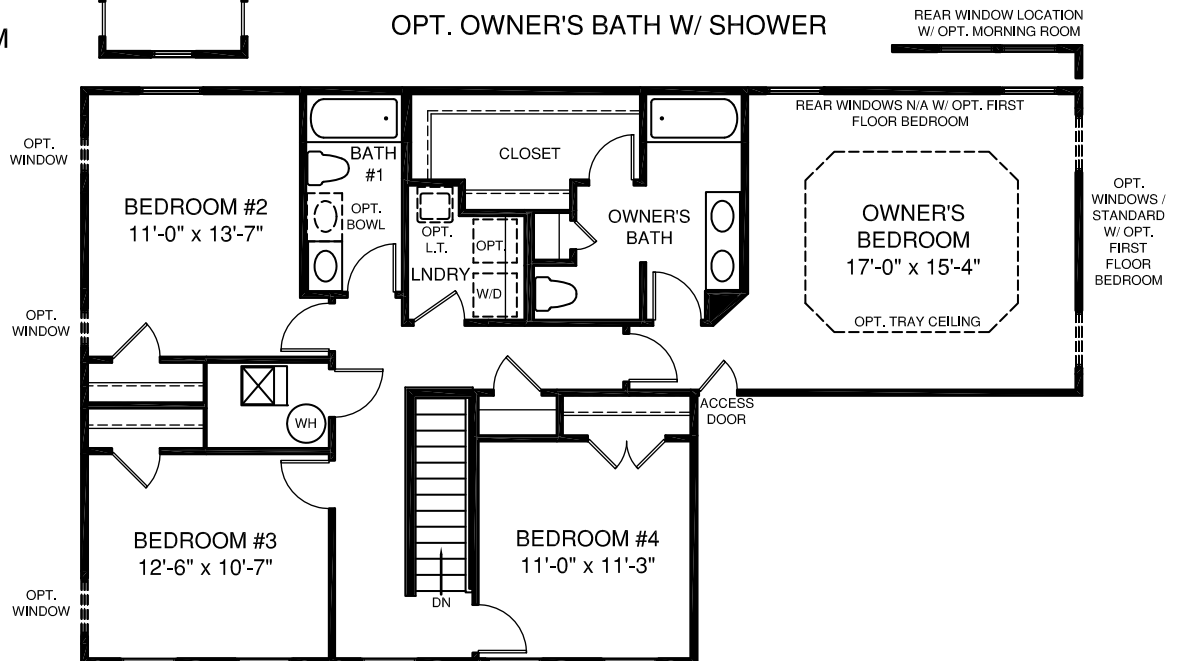 M
OPT. OWNER'S BATH W/ SHOWER
REAR WINDOW LOCATION
W/ OPT. MORNING ROOM
REAR WINDOWS N/A W/ OPT. FIRST
FLOOR BEDROOM
OPT.
WINDOW
BATH
#1
CLOSET
BEDROOM #2
11'-0" x 13'-7"
OPT.
BOWL
OPT.
L.T.
OPT.
LNDRY
W/D
OWNER'S
BATH
OWNER'S
BEDROOM
17'-0" x 15'-4"
OPT. TRAY CEILING
OPT.
WINDOWS /
STANDARD
W/ OPT.
FIRST
FLOOR
BEDROOM
OPT.
WINDOW
WH
ACCESS
DOOR
BEDROOM #3
12'-6" x 10'-7"
BEDROOM #4
11'-0" x 11'-3"
OPT.
WINDOW
DN